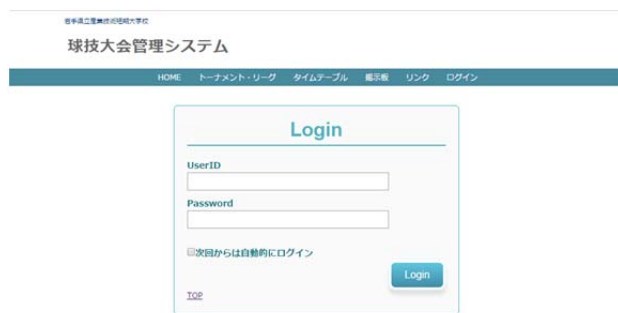 岩手県立産業技術短期大学校
球技大会管理システム
HOME トーナメント・リーグ タイムテーブル 掲示板 リンク ログイン
Login
UserID
Password
次回からは自動的にログイン
Login
TOP